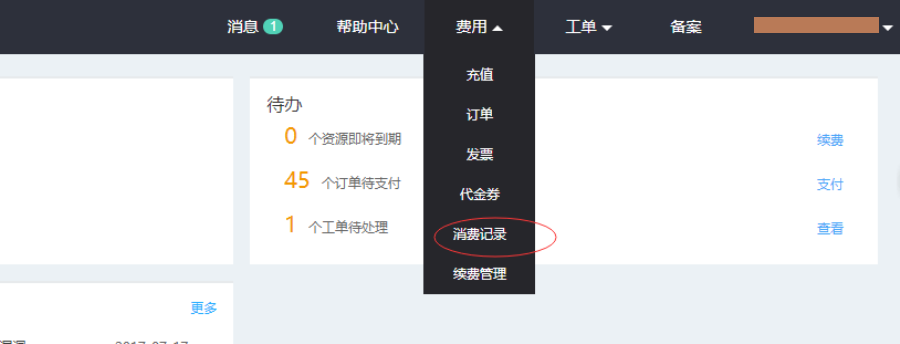 消息 1 帮助中心 费用 工单 备案
充值
订单
发票
代金券
消费记录
续费管理
待办
0 个资源即将到期 续费
45 个订单待支付 支付
1 个工单待处理 查看
更多
2017-07-17